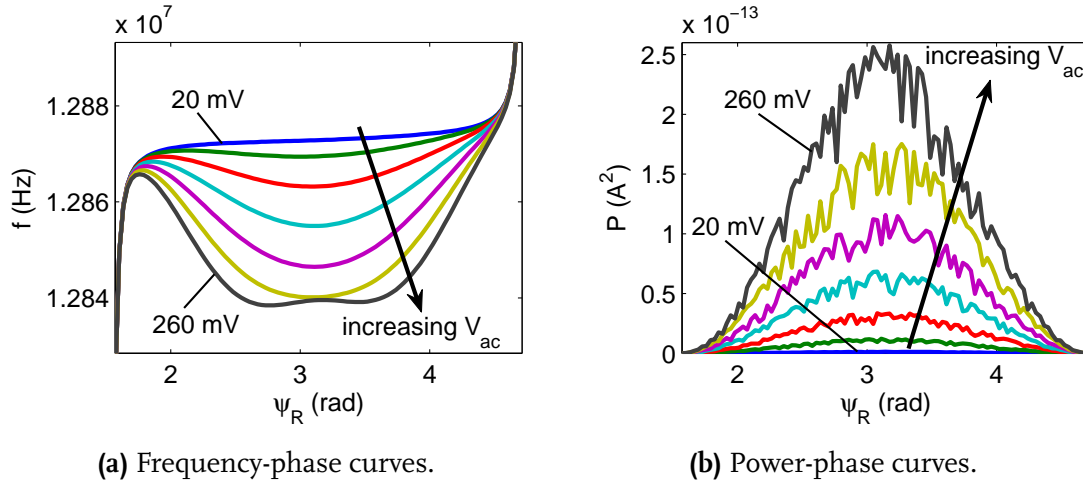 x 10^7
1.288
1.286
1.284
f (Hz)
20 mV
260 mV
increasing V_ac
2 3 4
ψ_R (rad)
(a) Frequency-phase curves.
x 10^-13
2.5
2.0
1.5
1.0
0.5
0
P (A^2)
increasing V_ac
260 mV
20 mV
2 3 4
ψ_R (rad)
(b) Power-phase curves.